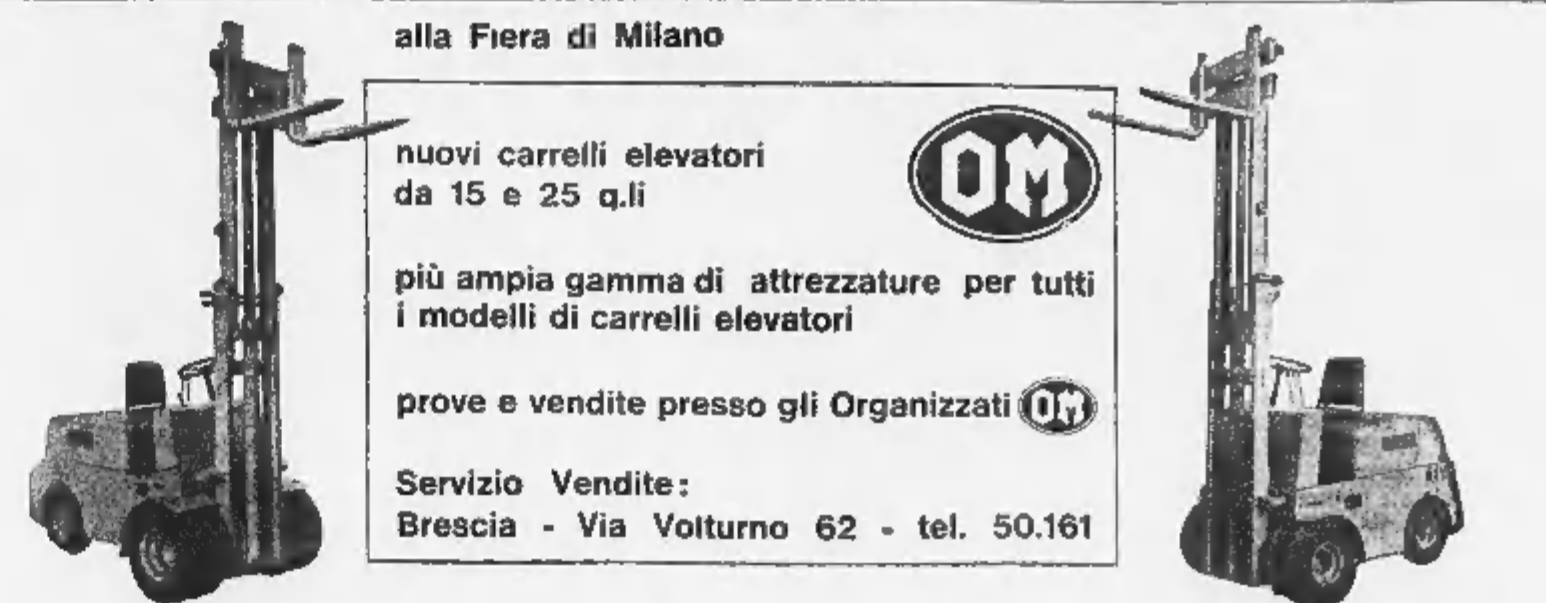 alla Fiera di Milano
OM
nuovi carrelli elevatori
da 15 e 25 q.li
più ampia gamma di attrezzature per tutti
i modelli di carrelli elevatori
prove e vendite presso gli Organizzati OM
Servizio Vendite:
Brescia - Via Volturno 62 - tel. 50.161